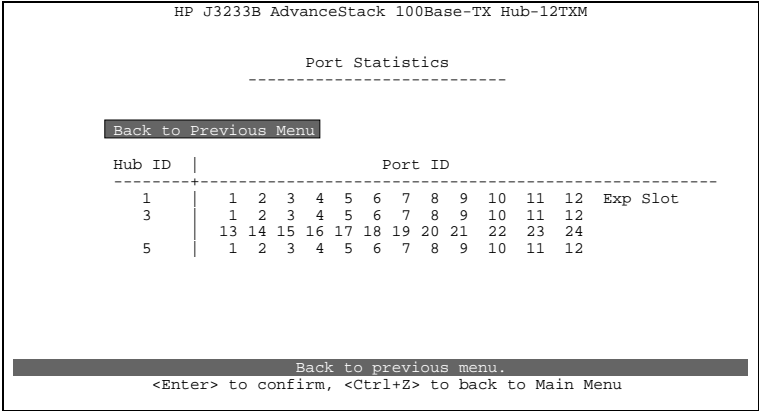 HP J3233B AdvanceStack 100Base-TX Hub-12TXM
Port Statistics
---------------------------
Back to Previous Menu
Hub ID | Port ID
--------+------------------------------------------------------
1 | 1 2 3 4 5 6 7 8 9 10 11 12 Exp Slot
3 | 1 2 3 4 5 6 7 8 9 10 11 12
| 13 14 15 16 17 18 19 20 21 22 23 24
5 | 1 2 3 4 5 6 7 8 9 10 11 12
Back to previous menu.
<Enter> to confirm, <Ctrl+Z> to back to Main Menu